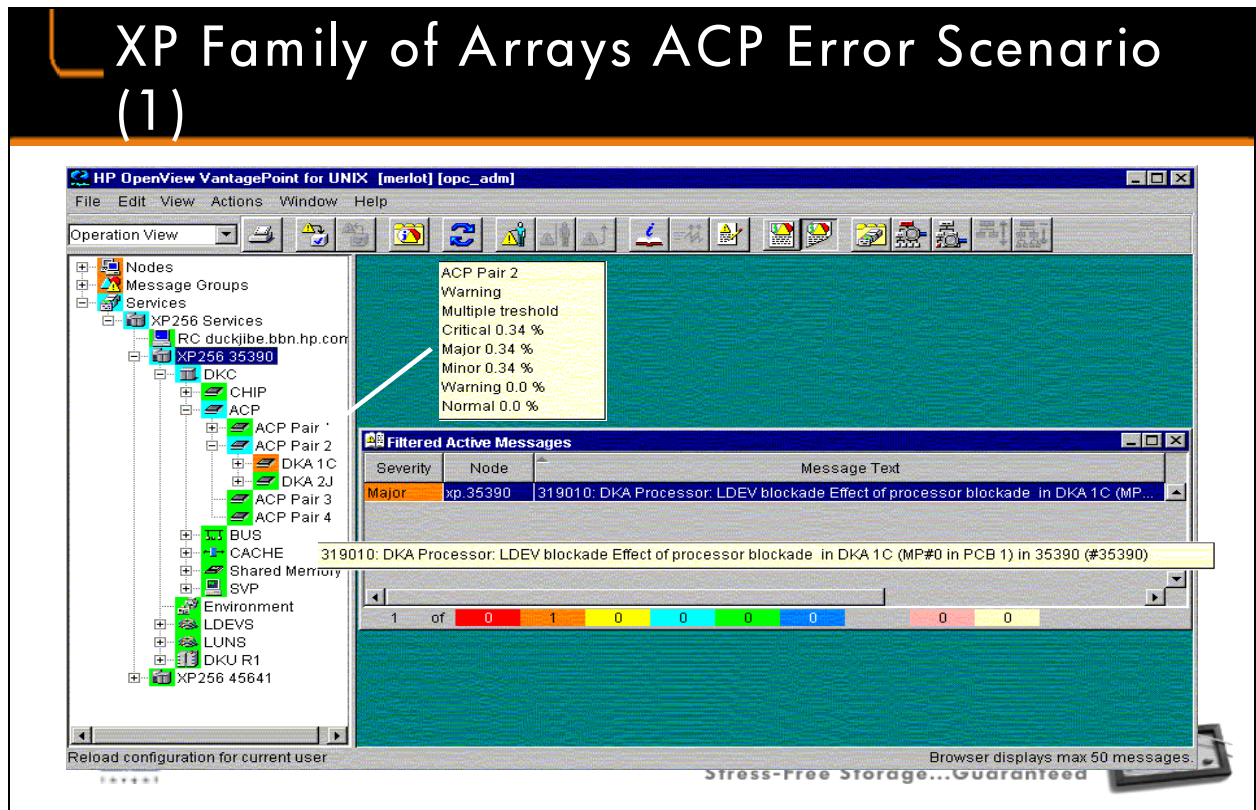 XP Family of Arrays ACP Error Scenario
(1)
HP OpenView VantagePoint for UNIX [merlot] [opc_adm]
File Edit View Actions Window Help
Operation View
Nodes
Message Groups
Services
XP256 Services
RC duckjibe.bbn.hp.com
XP256 35390
DKC
CHIP
ACP
ACP Pair
ACP Pair 2
DKA 1C
DKA 2J
ACP Pair 3
ACP Pair 4
BUS
CACHE
Shared Memory
SVP
Environment
LDEVS
LUNS
DKU R1
XP256 45641
ACP Pair 2
Warning
Multiple treshold
Critical 0.34 %
Major 0.34 %
Minor 0.34 %
Warning 0.0 %
Normal 0.0 %
Filtered Active Messages
Severity Node Message Text
Major xp.35390 319010: DKA Processor: LDEV blockade Effect of processor blockade in DKA 1C (MP...
319010: DKA Processor: LDEV blockade Effect of processor blockade in DKA 1C (MP#0 in PCB 1) in 35390 (#35390)
1 of 0 1 0 0 0 0 0 0
Reload configuration for current user
Browser displays max 50 messages.
invent
Stress-Free Storage...Guaranteed